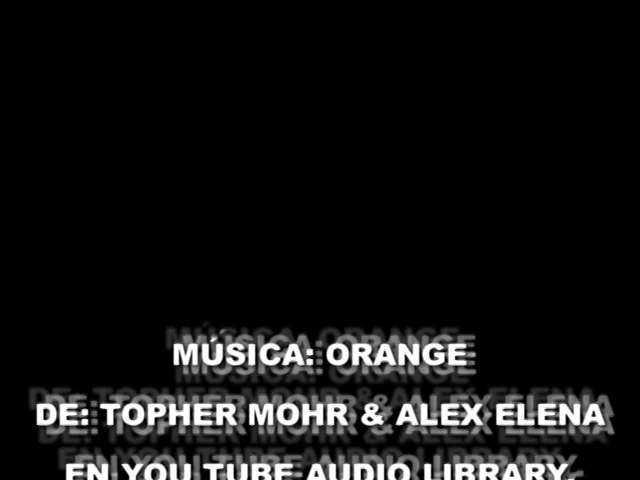 MÚSICA: ORANGE
DE: TOPHER MOHR & ALEX ELENA
EN YOU TUBE AUDIO LIBRARY.